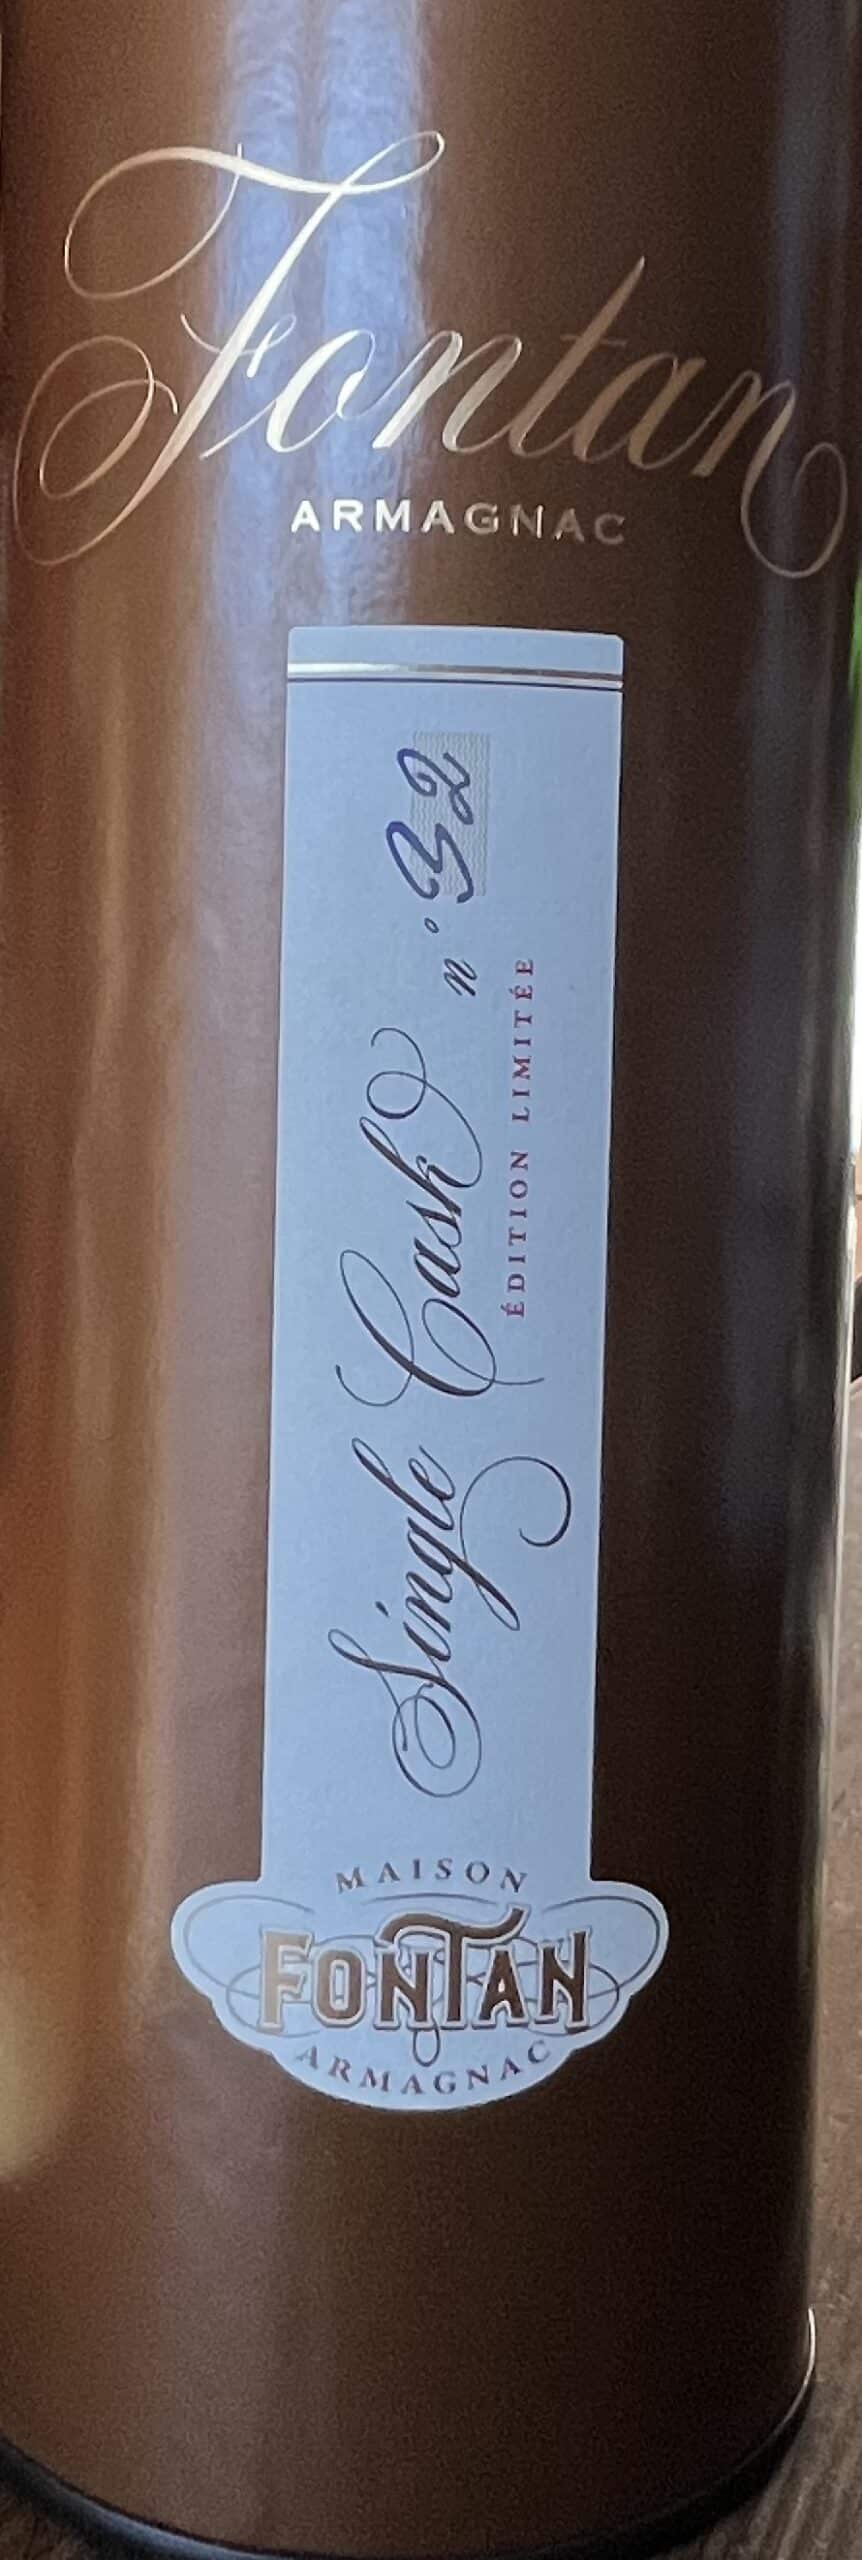 Fontan
ARMAGNAC
Single Cask n° 32
ÉDITION LIMITÉE
MAISON
FONTAN
ARMAGNAC